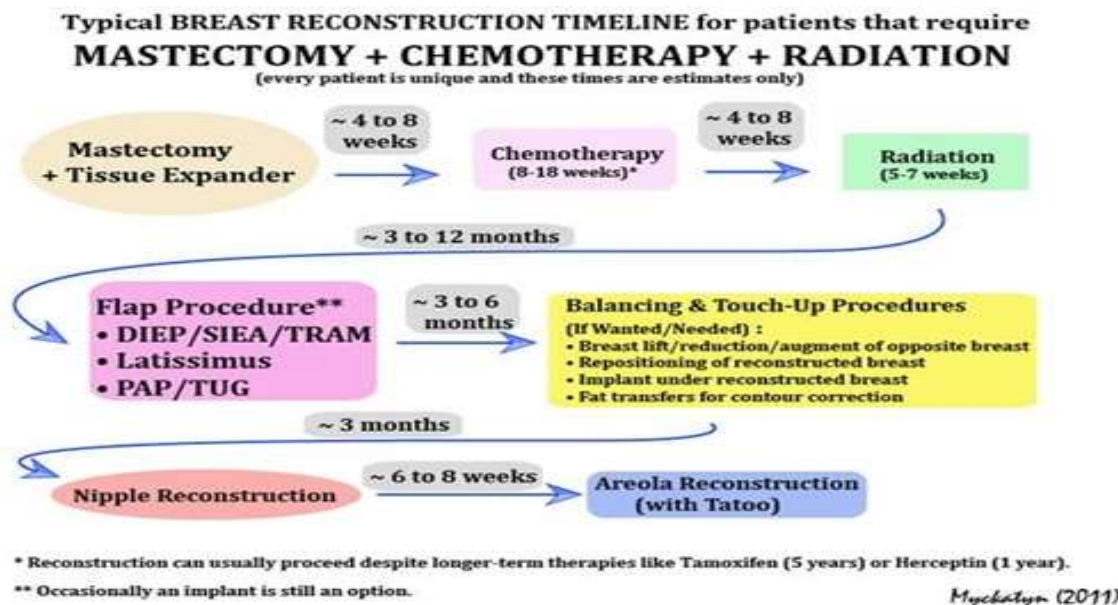 Typical BREAST RECONSTRUCTION TIMELINE for patients that require
MASTECTOMY + CHEMOTHERAPY + RADIATION
(every patient is unique and these times are estimates only)
Mastectomy
+ Tissue Expander
~ 4 to 8
weeks
Chemotherapy
(8-18 weeks)*
~ 4 to 8
weeks
Radiation
(5-7 weeks)
~ 3 to 12 months
Flap Procedure**
• DIEP/SIEA/TRAM
• Latissimus
• PAP/TUG
~ 3 to 6
months
Balancing & Touch-Up Procedures
(If Wanted/Needed) :
• Breast lift/reduction/augment of opposite breast
• Repositioning of reconstructed breast
• Implant under reconstructed breast
• Fat transfers for contour correction
~ 3 months
Nipple Reconstruction
~ 6 to 8 weeks
Areola Reconstruction
(with Tatoo)
* Reconstruction can usually proceed despite longer-term therapies like Tamoxifen (5 years) or Herceptin (1 year).
** Occasionally an implant is still an option.
Myckatyn (2011)